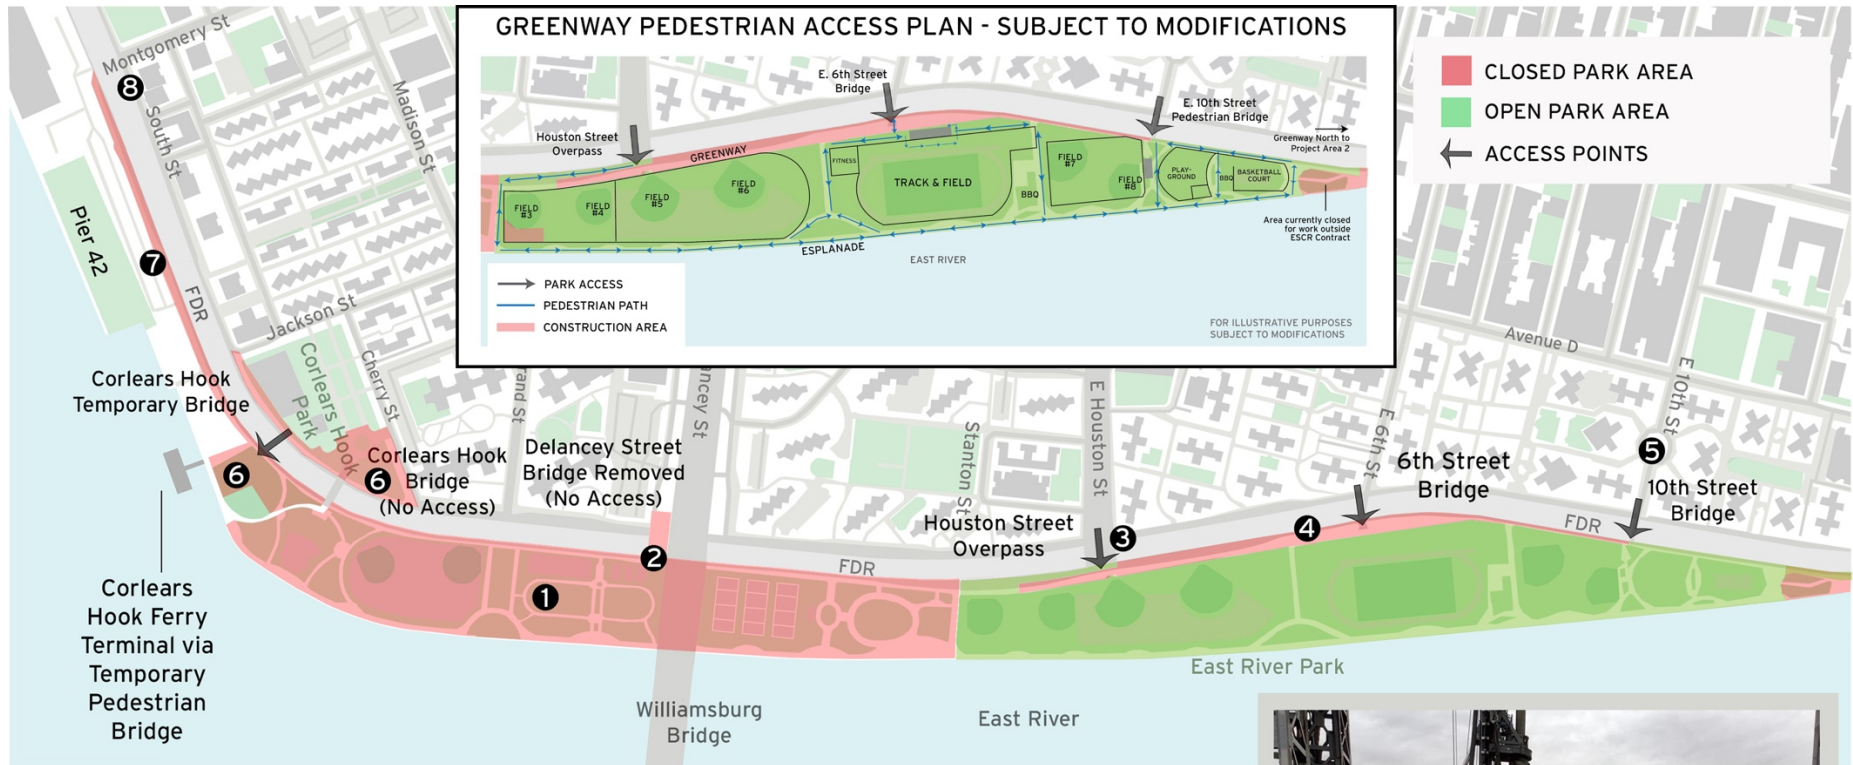 GREENWAY PEDESTRIAN ACCESS PLAN - SUBJECT TO MODIFICATIONS
E. 6th Street
Bridge
E. 10th Street
Pedestrian Bridge
Houston Street
Overpass
Greenway North to
Project Area 2
GREENWAY
FITNESS
FIELD
#7
FIELD
#8
PLAY-
GROUND
BBQ
BASKETBALL
COURT
TRACK & FIELD
FIELD
#6
FIELD
#5
FIELD
#4
FIELD
#3
BBQ
Area currently closed
for work outside
ESCR Contract
ESPLANADE
EAST RIVER
PARK ACCESS
PEDESTRIAN PATH
CONSTRUCTION AREA
FOR ILLUSTRATIVE PURPOSES
SUBJECT TO MODIFICATIONS
CLOSED PARK AREA
OPEN PARK AREA
ACCESS POINTS
Montgomery St
8
South St
Madison St
Pier 42
7
FDR
Jackson St
Corlears Hook
Park
Cherry St
Corlears Hook
Temporary Bridge
6
6
Corlears Hook
Bridge
(No Access)
Delancey Street
Bridge Removed
(No Access)
rand St
ancey St
Stanton St
E Houston St
E 6th St
Avenue D
E 10th St
5
6th Street
Bridge
10th Street
Bridge
Houston Street
Overpass
3
4
FDR
2
FDR
1
Corlears
Hook Ferry
Terminal via
Temporary
Pedestrian
Bridge
East River Park
Williamsburg
Bridge
East River